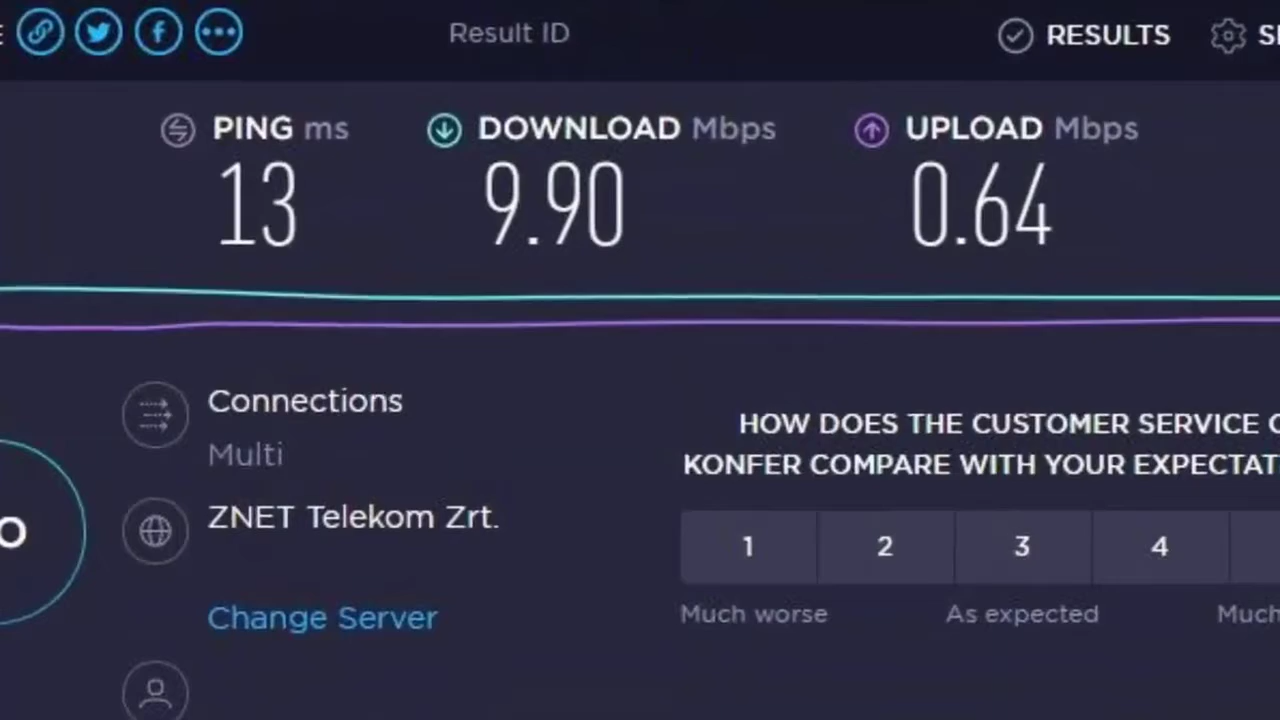 Result ID
RESULTS
PING ms
DOWNLOAD Mbps
UPLOAD Mbps
13
9.90
0.64
Connections
Multi
ZNET Telekom Zrt.
Change Server
HOW DOES THE CUSTOMER SERVICE
KONFER COMPARE WITH YOUR
1 2 3 4
Much worse
As expected
Much